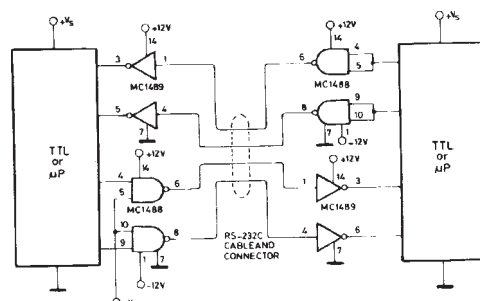 +Vs
+12V
14
3
1
MC1489
5
4
7
+12V
14
4
5
6
MC1488
10
9
8
1
7
-12V
TTL
or
µP
RS-232C
CABLE AND
CONNECTOR
+12V
14
6
4
5
MC1488
8
9
10
7
1
-12V
+12V
14
1
3
MC1489
4
6
7
+Vs
TTL
or
µP